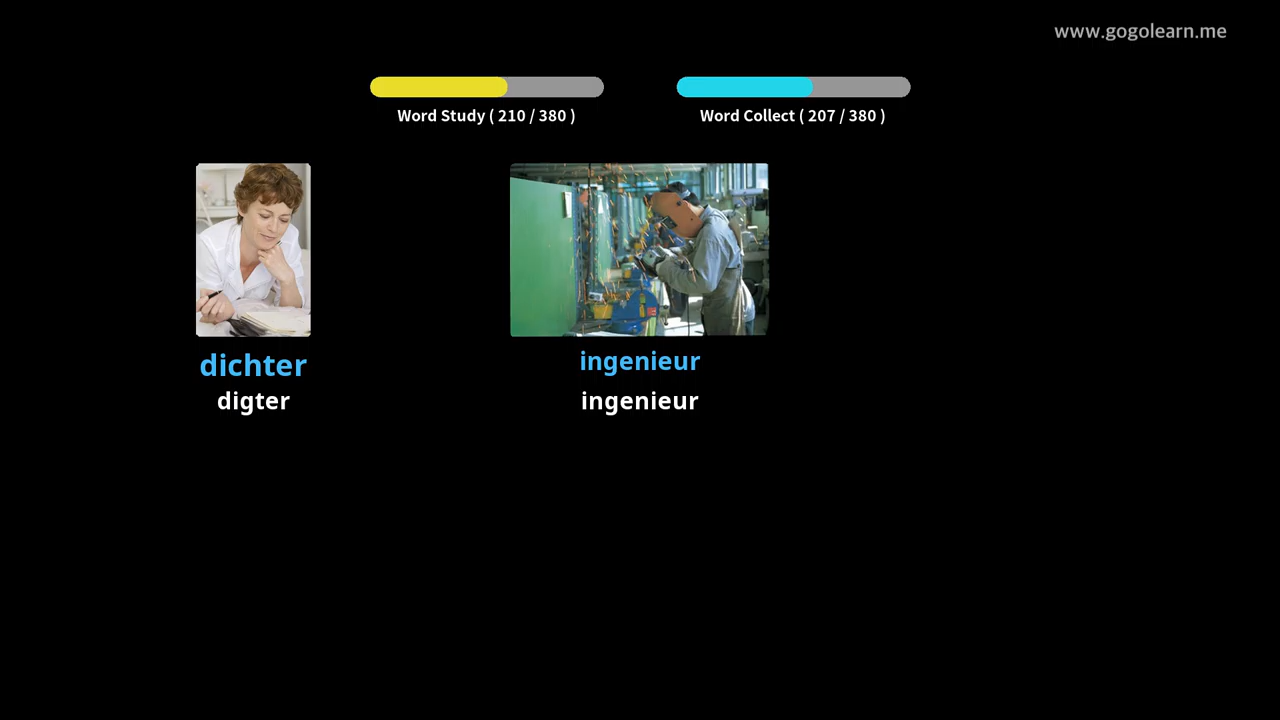 www.gogolearn.me
Word Study ( 210 / 380 )
Word Collect ( 207 / 380 )
dichter
digter
ingenieur
ingenieur